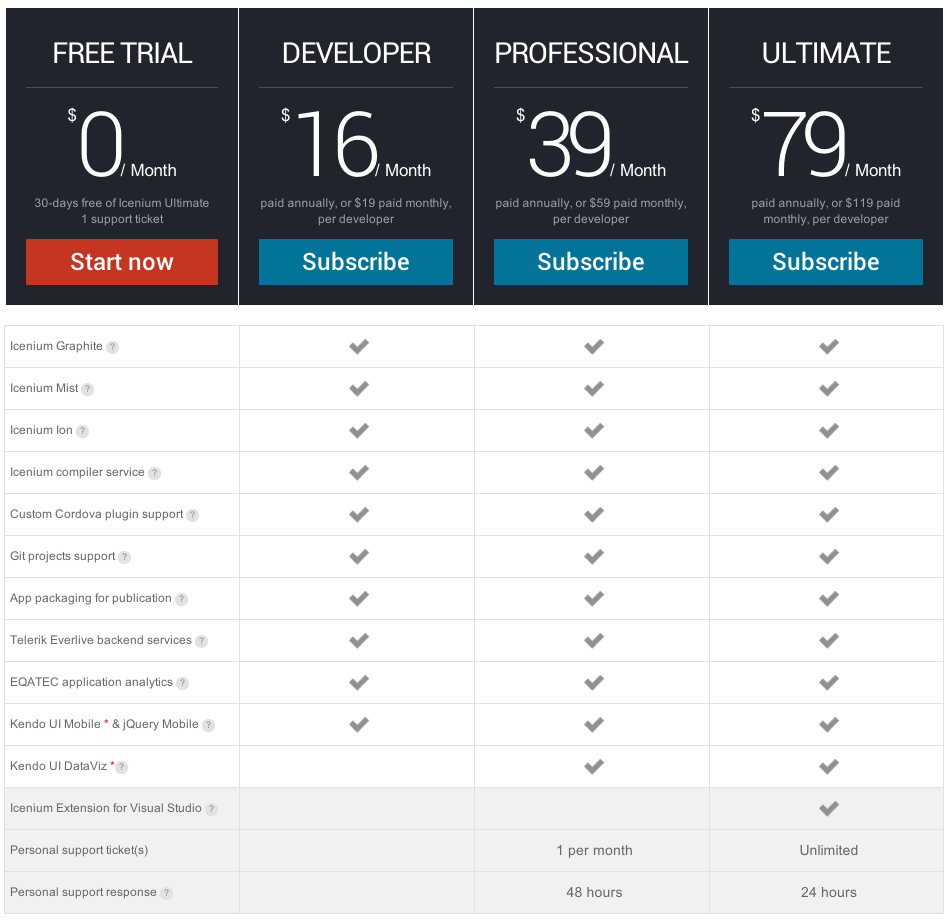 FREE TRIAL
$0/ Month
30-days free of Icenium Ultimate
1 support ticket
Start now
DEVELOPER
$16/ Month
paid annually, or $19 paid monthly,
per developer
Subscribe
PROFESSIONAL
$39/ Month
paid annually, or $59 paid monthly,
per developer
Subscribe
ULTIMATE
$79/ Month
paid annually, or $119 paid
monthly, per developer
Subscribe
Icenium Graphite ?
Icenium Mist ?
Icenium Ion ?
Icenium compiler service ?
Custom Cordova plugin support ?
Git projects support ?
App packaging for publication ?
Telerik Everlive backend services ?
EQATEC application analytics ?
Kendo UI Mobile * & jQuery Mobile ?
Kendo UI DataViz * ?
Icenium Extension for Visual Studio ?
Personal support ticket(s) 1 per month Unlimited
Personal support response ? 48 hours 24 hours